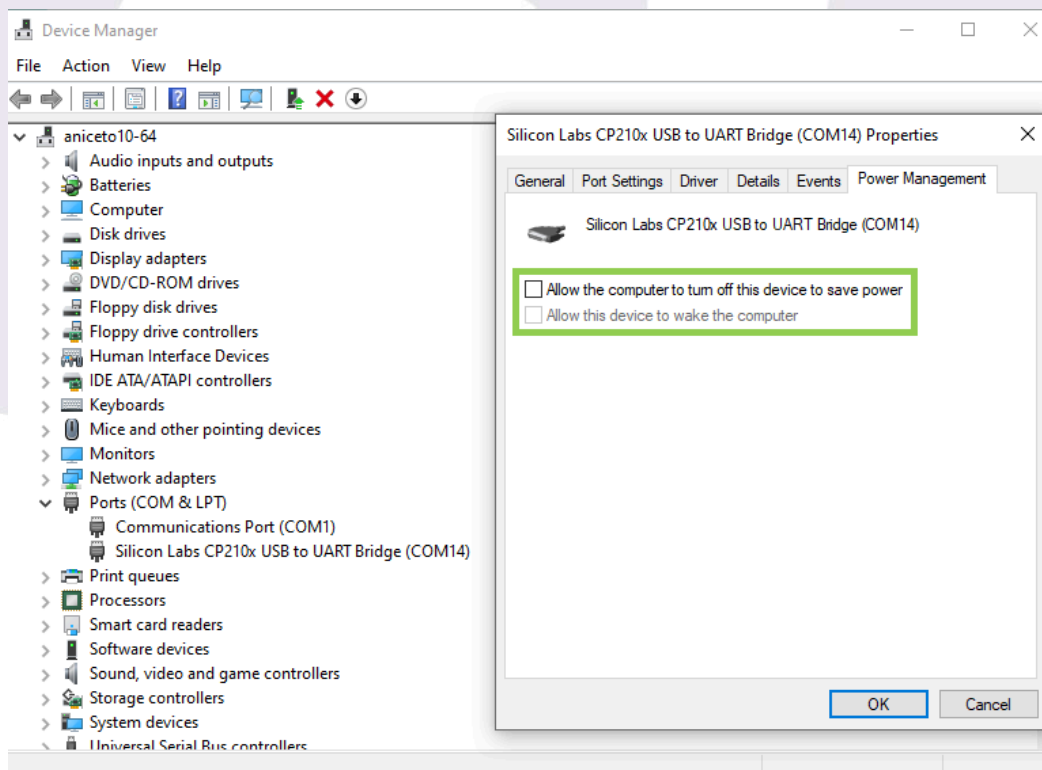 Device Manager
File Action View Help
aniceto10-64
Audio inputs and outputs
Batteries
Computer
Disk drives
Display adapters
DVD/CD-ROM drives
Floppy disk drives
Floppy drive controllers
Human Interface Devices
IDE ATA/ATAPI controllers
Keyboards
Mice and other pointing devices
Monitors
Network adapters
Ports (COM & LPT)
Communications Port (COM1)
Silicon Labs CP210x USB to UART Bridge (COM14)
Print queues
Processors
Smart card readers
Software devices
Sound, video and game controllers
Storage controllers
System devices
Universal Serial Bus controllers
Silicon Labs CP210x USB to UART Bridge (COM14) Properties
General Port Settings Driver Details Events Power Management
Silicon Labs CP210x USB to UART Bridge (COM14)
Allow the computer to turn off this device to save power
Allow this device to wake the computer
OK Cancel